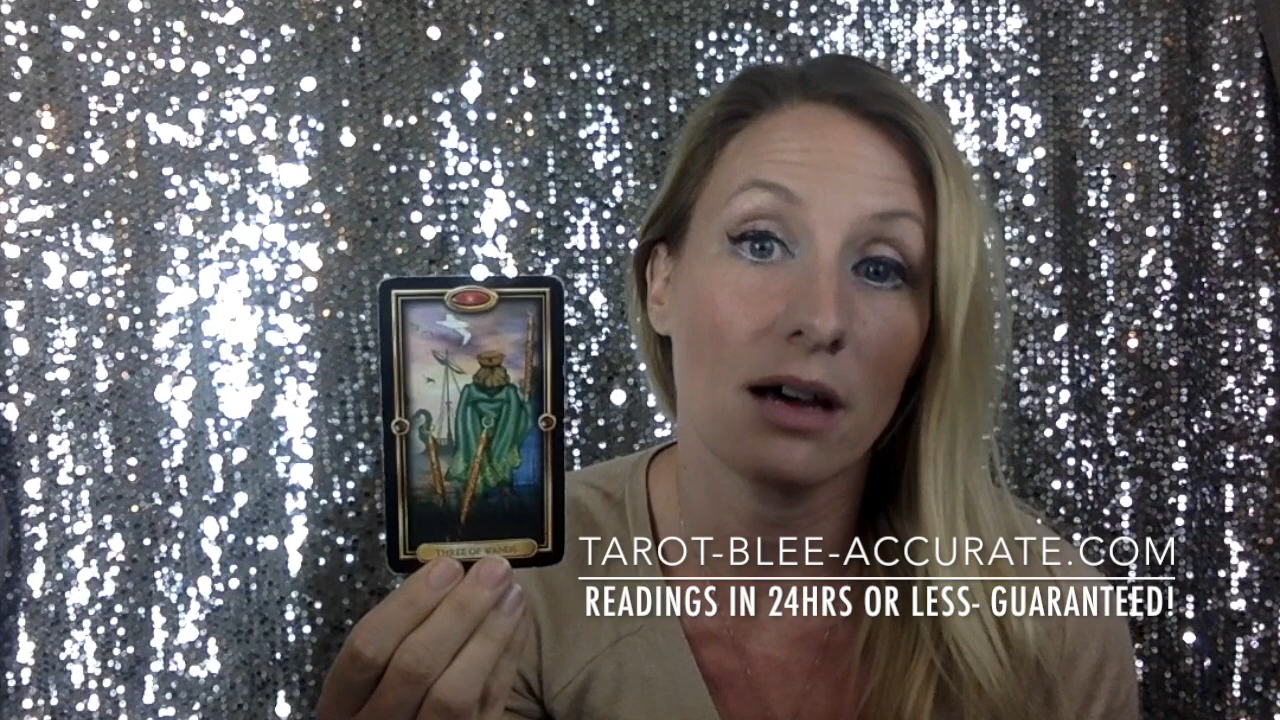 THREE OF WANDS
TAROT-BLEE-ACCURATE.COM
READINGS IN 24HRS OR LESS- GUARANTEED!